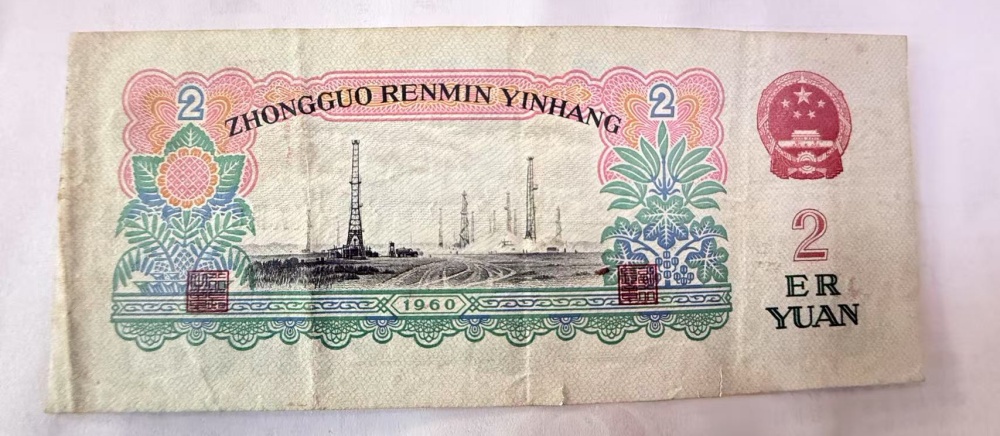 2
ZHONGGUO RENMIN YINHANG
2
1960
2
ER
YUAN